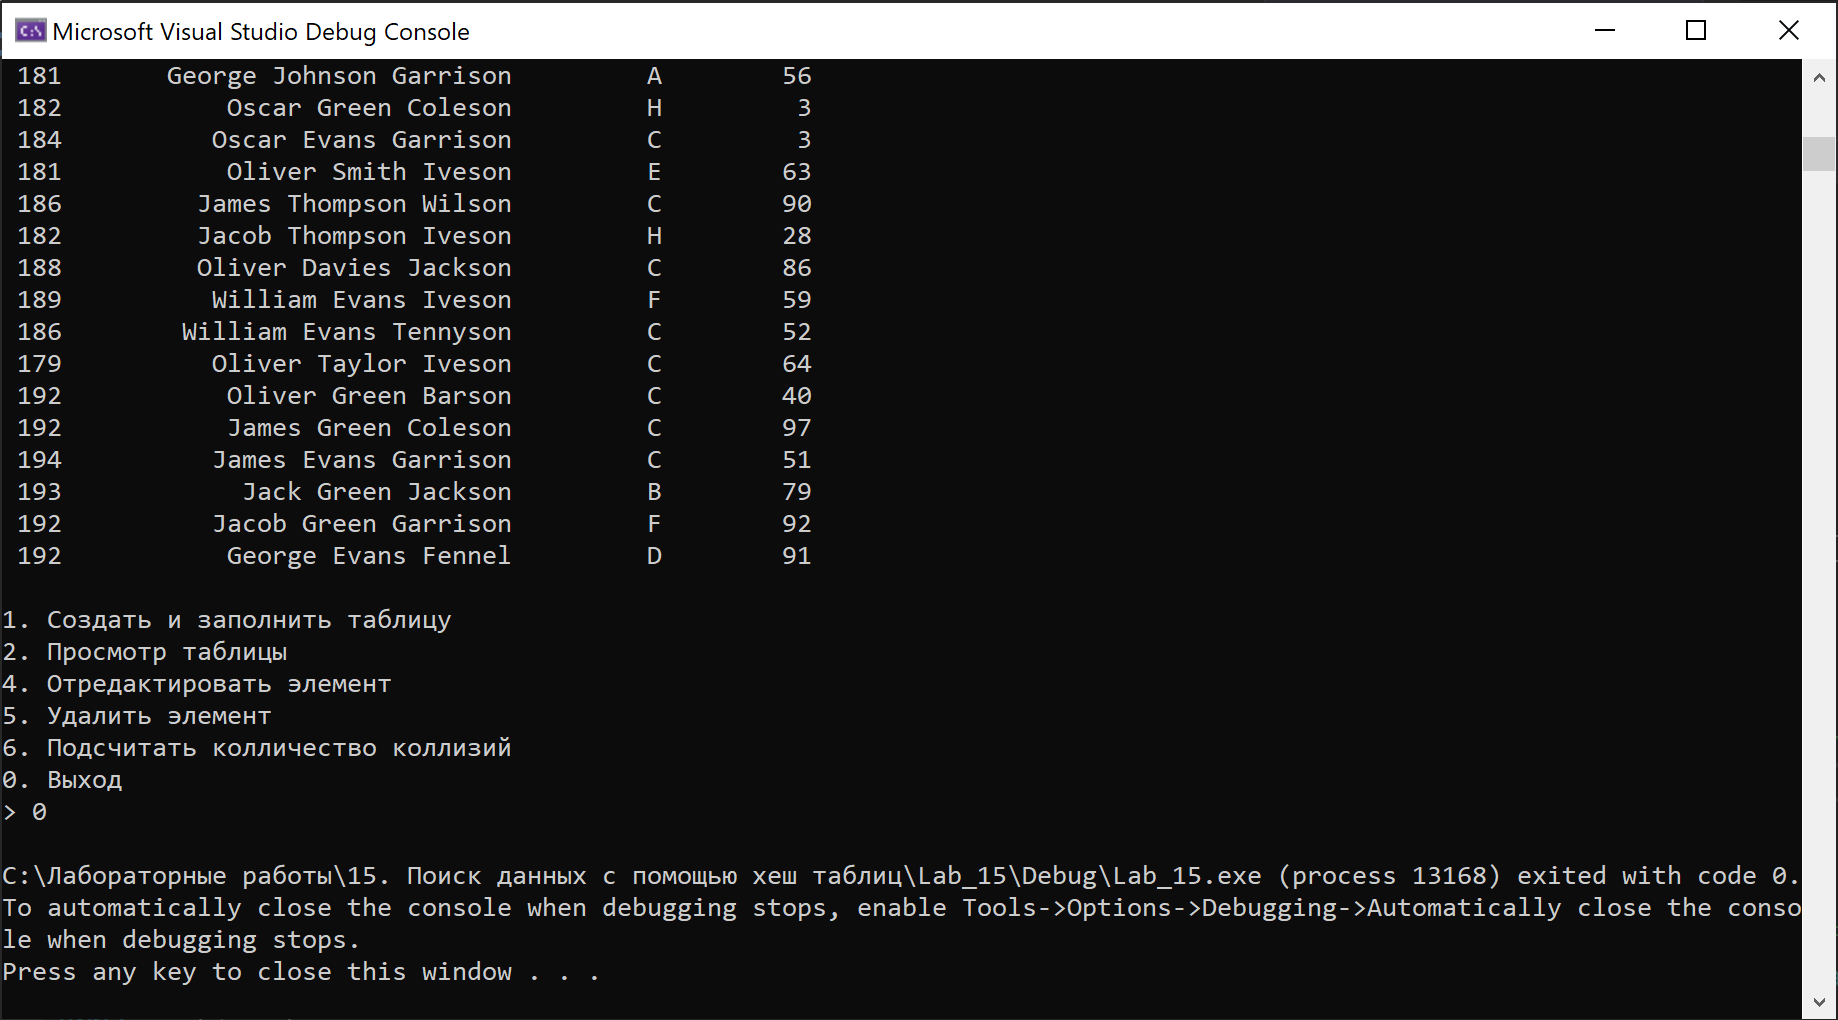 Microsoft Visual Studio Debug Console
181 George Johnson Garrison A 56
182 Oscar Green Coleson H 3
184 Oscar Evans Garrison C 3
181 Oliver Smith Iveson E 63
186 James Thompson Wilson C 90
182 Jacob Thompson Iveson H 28
188 Oliver Davies Jackson C 86
189 William Evans Iveson F 59
186 William Evans Tennyson C 52
179 Oliver Taylor Iveson C 64
192 Oliver Green Barson C 40
192 James Green Coleson C 97
194 James Evans Garrison C 51
193 Jack Green Jackson B 79
192 Jacob Green Garrison F 92
192 George Evans Fennel D 91
1. Создать и заполнить таблицу
2. Просмотр таблицы
4. Отредактировать элемент
5. Удалить элемент
6. Подсчитать колличество коллизий
0. Выход
> 0
C:\Лабораторные работы\15. Поиск данных с помощью хеш таблиц\Lab_15\Debug\Lab_15.exe (process 13168) exited with code 0.
To automatically close the console when debugging stops, enable Tools->Options->Debugging->Automatically close the conso
le when debugging stops.
Press any key to close this window . . .